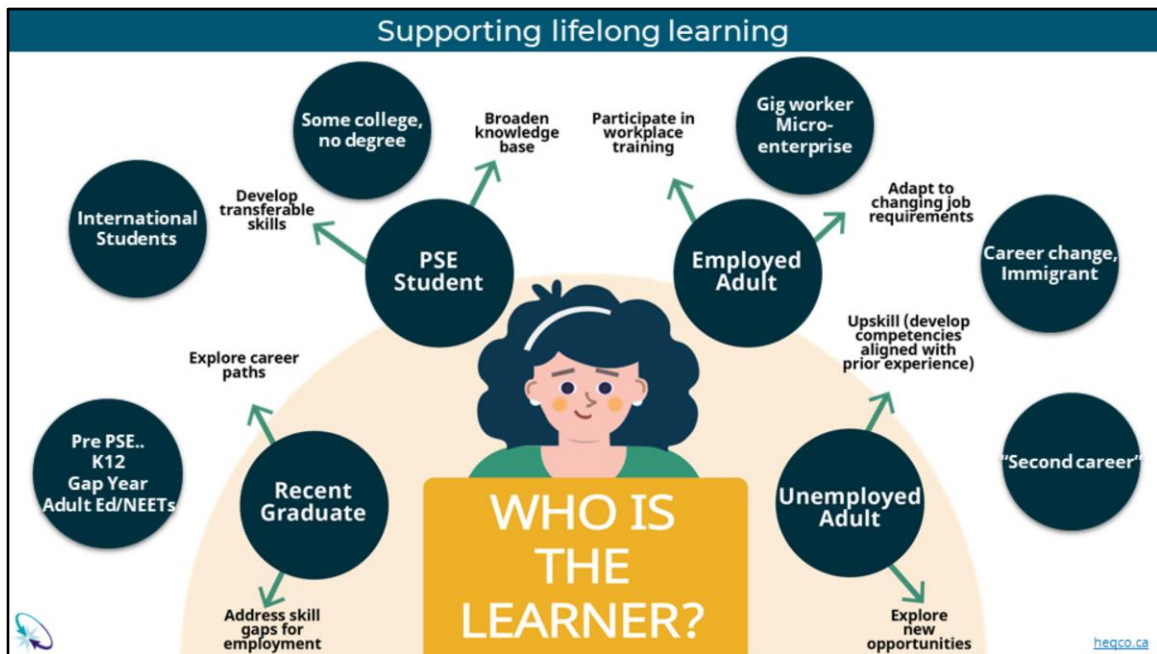 Supporting lifelong learning
Some college,
no degree
Broaden
knowledge
base
Participate in
workplace
training
Gig worker
Micro-
enterprise
International
Students
Develop
transferable
skills
PSE
Student
Employed
Adult
Adapt to
changing job
requirements
Career change,
Immigrant
Explore career
paths
Upskill (develop
competencies
aligned with
prior experience)
Pre PSE..
K12
Gap Year
Adult Ed/NEETs
Recent
Graduate
Unemployed
Adult
"Second career"
WHO IS
THE
LEARNER?
Address skill
gaps for
employment
Explore
new
opportunities
heqco.ca